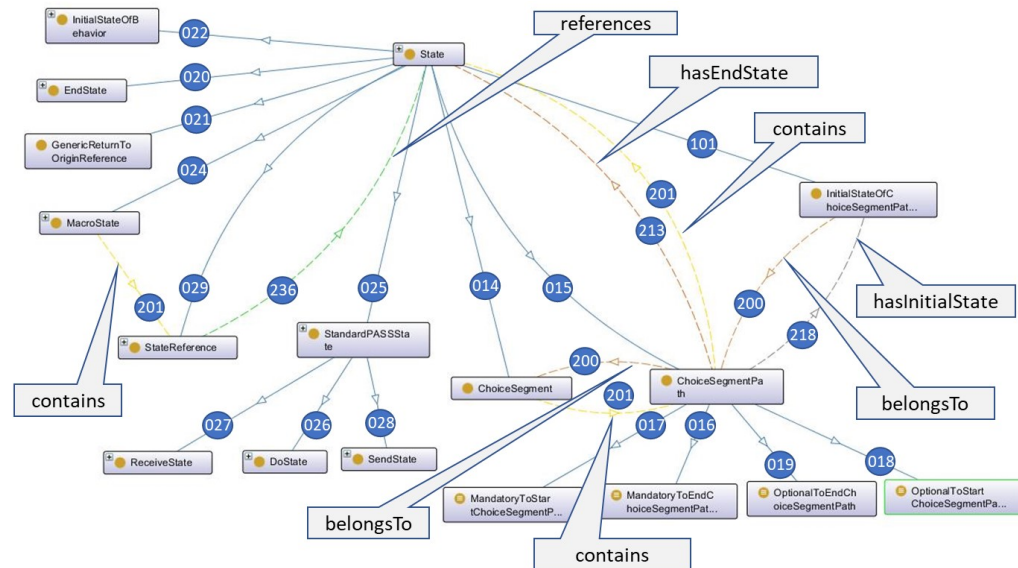 references
InitialStateOfB
ehavior
022
State
hasEndState
020
EndState
contains
021
GenericReturnTo
OriginReference
101
024
201
InitialStateOfC
hoiceSegmentPat...
MacroState
213
029
236
025
014
015
200
hasInitialState
201
218
StandardPASSSta
te
StateReference
200
ChoiceSegment
ChoiceSegmentPa
th
contains
201
belongsTo
027
026
028
017
016
019
018
ReceiveState
DoState
SendState
MandatoryToStar
tChoiceSegmentP...
MandatoryToEndC
hoiceSegmentPat...
OptionalToEndCh
oiceSegmentPath
OptionalToStart
ChoiceSegmentPa...
belongsTo
contains